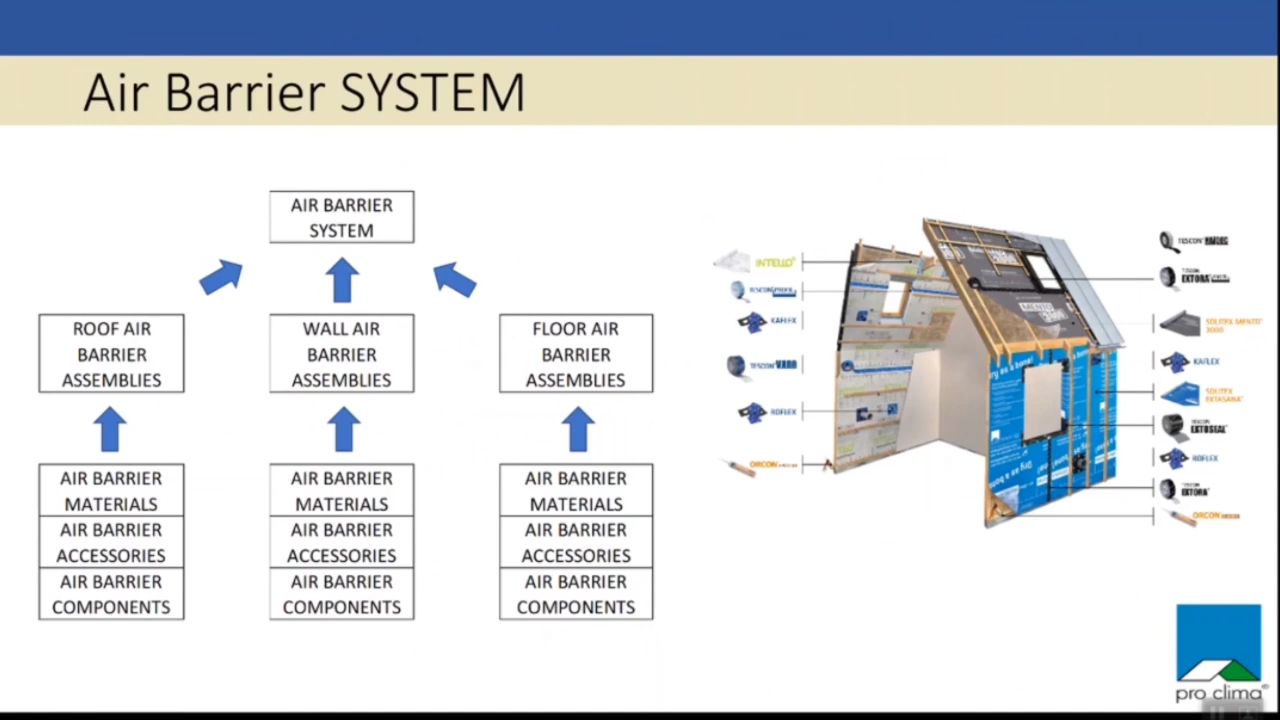 Air Barrier SYSTEM
AIR BARRIER
SYSTEM
ROOF AIR
BARRIER
ASSEMBLIES
WALL AIR
BARRIER
ASSEMBLIES
FLOOR AIR
BARRIER
ASSEMBLIES
AIR BARRIER
MATERIALS
AIR BARRIER
ACCESSORIES
AIR BARRIER
COMPONENTS
AIR BARRIER
MATERIALS
AIR BARRIER
ACCESSORIES
AIR BARRIER
COMPONENTS
AIR BARRIER
MATERIALS
AIR BARRIER
ACCESSORIES
AIR BARRIER
COMPONENTS
INTELLO®
KAFLEX
TESCON® VANA
ROFLEX
ORCON
MENTO
3000
TESCON
TESCON
EXTORA
SOLITEX MENTO
3000
KAFLEX
SOLITEX
EXTASANA®
TESCON
EXTOSEAL
ROFLEX
TESCON
EXTORA®
ORCON
pro clima®